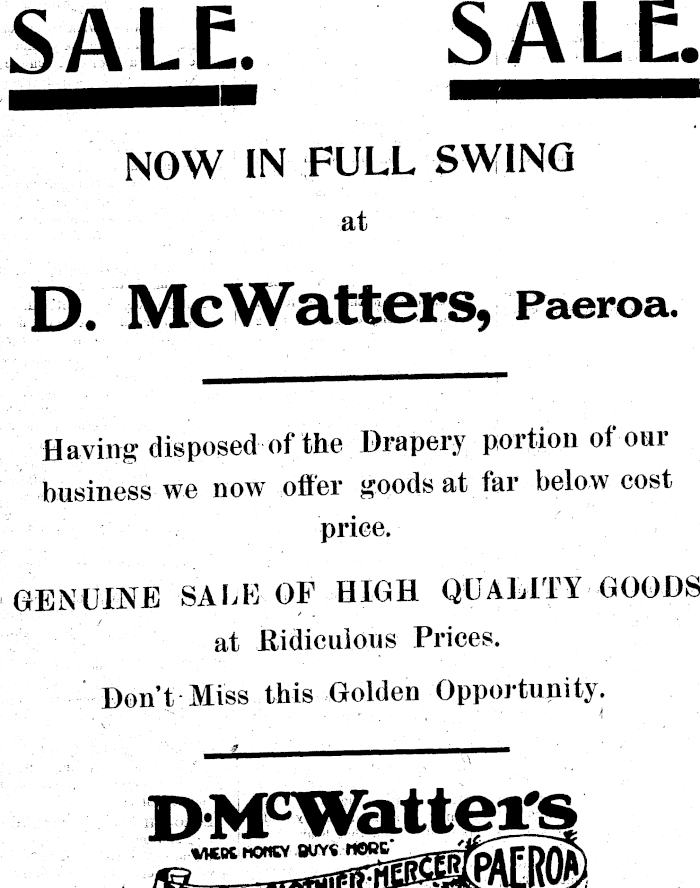 SALE. SALE.
NOW IN FULL SWING
at
D. McWatters, Paeroa.
Having disposed of the Drapery portion of our
business we now offer goods at far below cost
price.
GENUINE SALE OF HIGH QUALITY GOODS
at Ridiculous Prices.
Don't Miss this Golden Opportunity.
D. McWatters
"WHERE MONEY BUYS MORE"
MERCER PAEROA